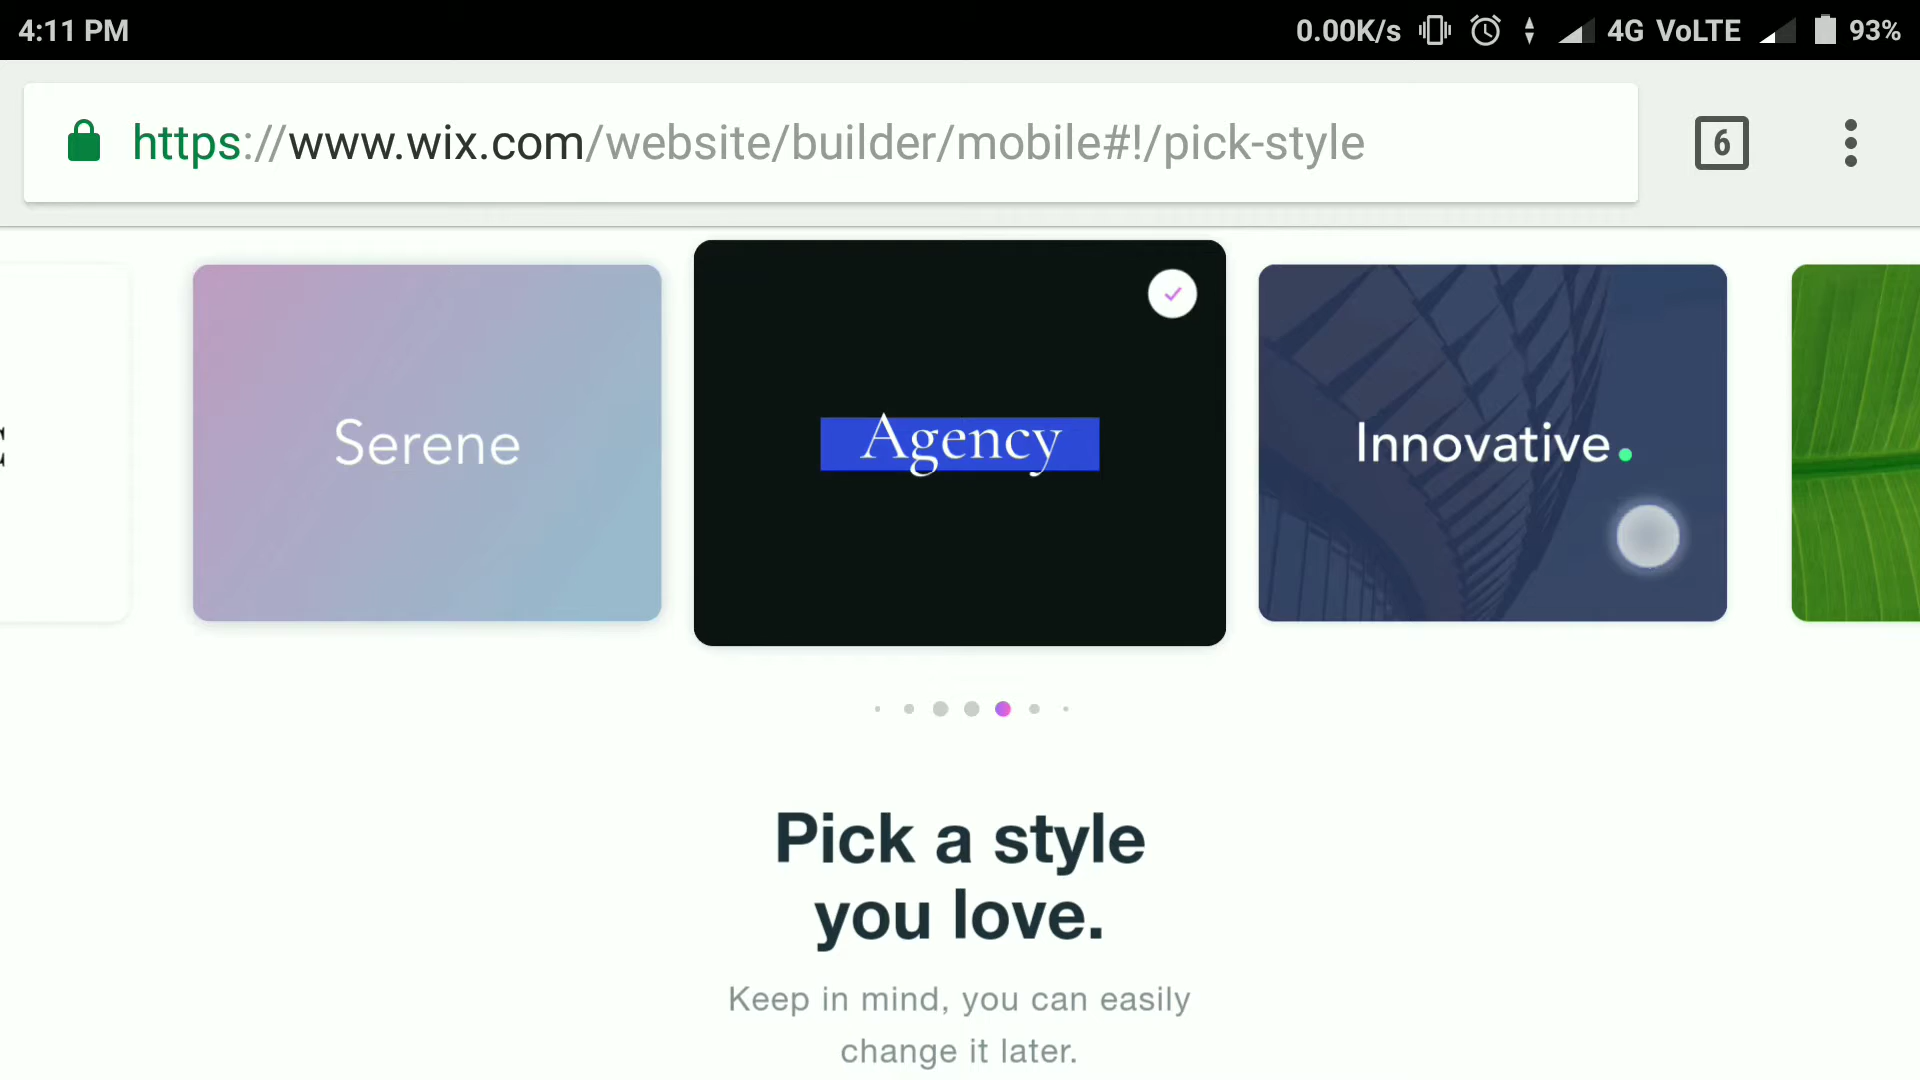 4:11 PM
0.00K/s 4G VoLTE 93%
https://www.wix.com/website/builder/mobile#!/pick-style
6
Serene
Agency
Innovative.
Pick a style
you love.
Keep in mind, you can easily
change it later.